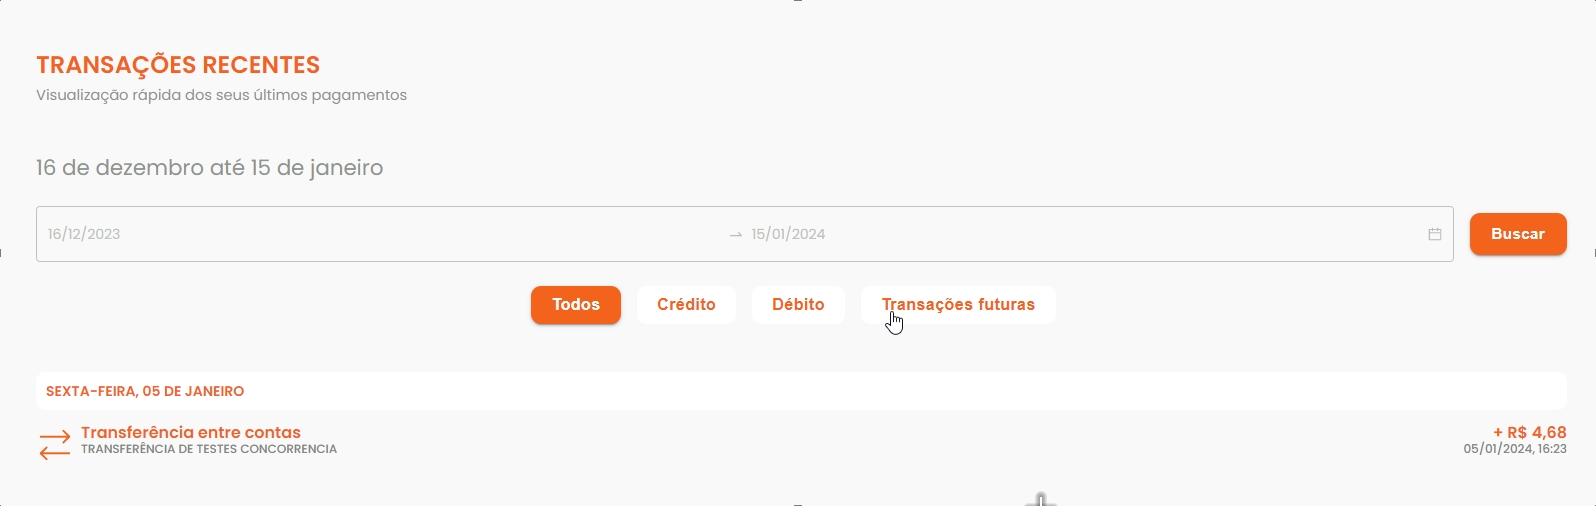 TRANSAÇÕES RECENTES
Visualização rápida dos seus últimos pagamentos
16 de dezembro até 15 de janeiro
16/12/2023 → 15/01/2024 Buscar
Todos Crédito Débito Transações futuras
SEXTA-FEIRA, 05 DE JANEIRO
Transferência entre contas + R$ 4,68
TRANSFERÊNCIA DE TESTES CONCORRENCIA 05/01/2024, 16:23